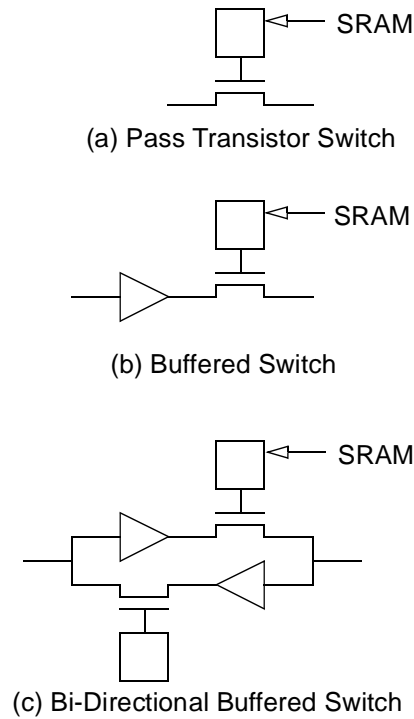 SRAM
(a) Pass Transistor Switch
SRAM
(b) Buffered Switch
SRAM
(c) Bi-Directional Buffered Switch